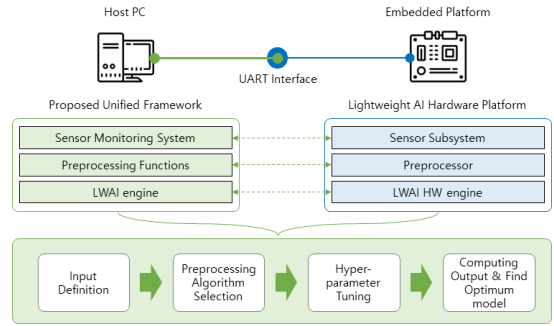 Host PC
Embedded Platform
UART Interface
Proposed Unified Framework
Lightweight AI Hardware Platform
Sensor Monitoring System
Sensor Subsystem
Preprocessing Functions
Preprocessor
LWAI engine
LWAI HW engine
Input
Definition
Preprocessing
Algorithm
Selection
Hyper-
parameter
Tuning
Computing
Output & Find
Optimum
model